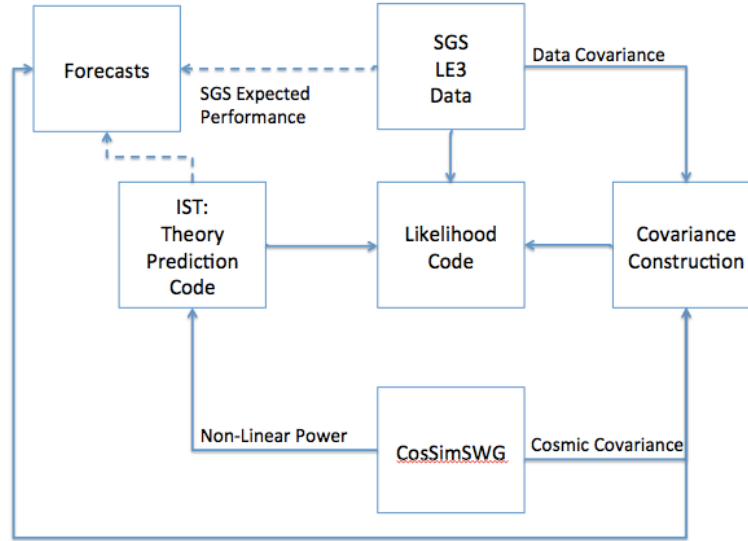 Forecasts
SGS
LE3
Data
Data Covariance
SGS Expected
Performance
IST:
Theory
Prediction
Code
Likelihood
Code
Covariance
Construction
Non-Linear Power
CosSimSWG
Cosmic Covariance